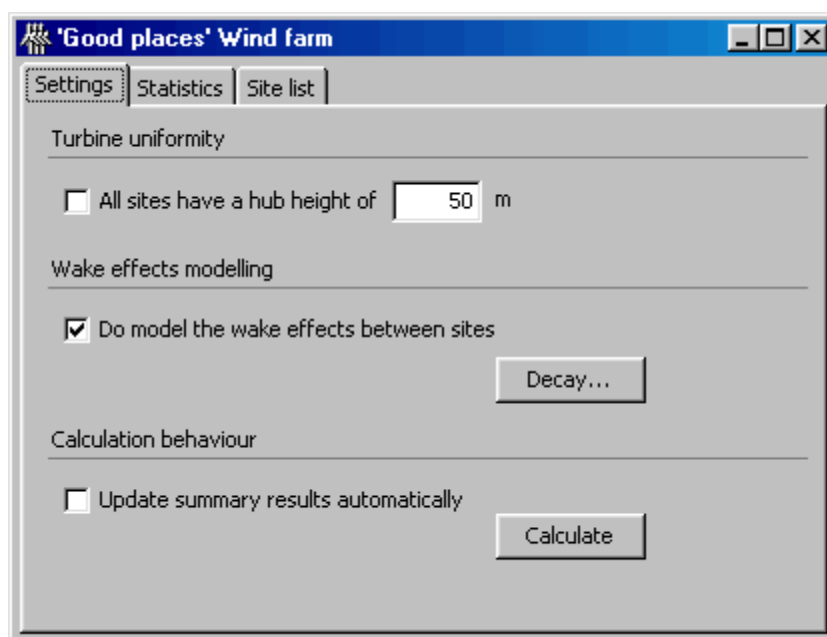 'Good places' Wind farm
Settings Statistics Site list
Turbine uniformity
All sites have a hub height of 50 m
Wake effects modelling
Do model the wake effects between sites
Decay...
Calculation behaviour
Update summary results automatically
Calculate